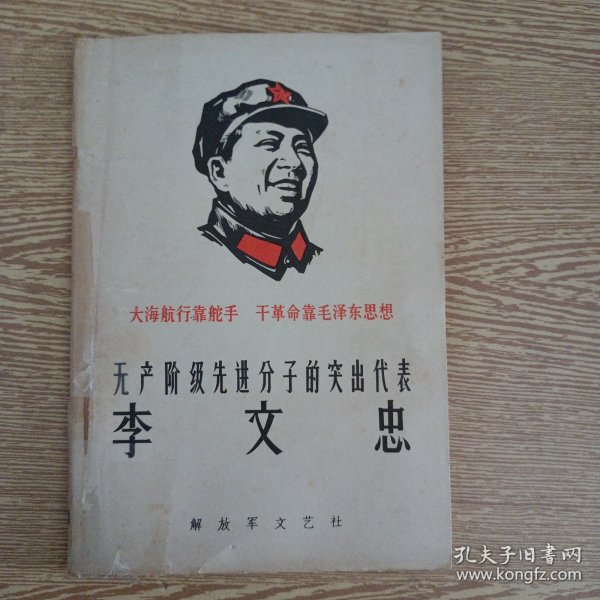 大海航行靠舵手 干革命靠毛泽东思想
无产阶级先进分子的突出代表
李文忠
解放军文艺社
孔夫子旧书网
www.kongfz.com